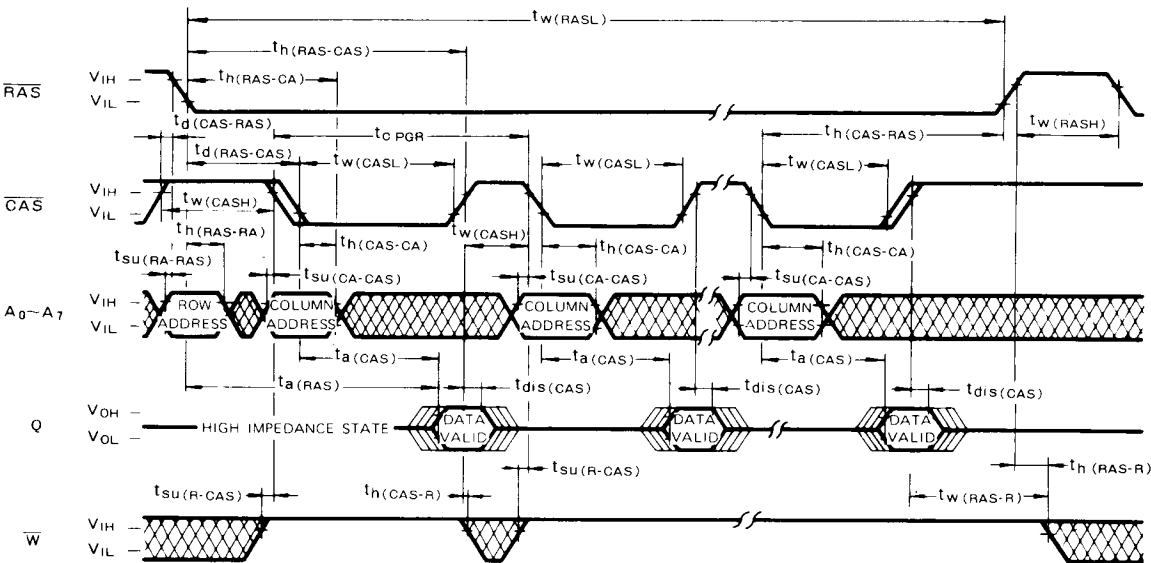 tw(RASL)
th(RAS-CAS)
th(RAS-CA)
RAS
VIH
VIL
td(CAS-RAS)
tC PGR
th(CAS-RAS)
tw(RASH)
td(RAS-CAS)
tw(CASL)
tw(CASL)
tw(CASL)
CAS
VIH
VIL
tw(CASH)
th(RAS-RA)
tw(CASH)
th(CAS-CA)
th(CAS-CA)
th(CAS-CA)
tsu(RA-RAS)
tsu(CA-CAS)
tsu(CA-CAS)
tsu(CA-CAS)
A0~A7
VIH
VIL
ROW ADDRESS
COLUMN ADDRESS
COLUMN ADDRESS
COLUMN ADDRESS
ta(CAS)
ta(CAS)
ta(CAS)
ta(RAS)
tdis(CAS)
tdis(CAS)
tdis(CAS)
Q
VOH
VOL
HIGH IMPEDANCE STATE
DATA VALID
DATA VALID
DATA VALID
tsu(R-CAS)
th(CAS-R)
tsu(R-CAS)
th(RAS-R)
tw(RAS-R)
W
VIH
VIL